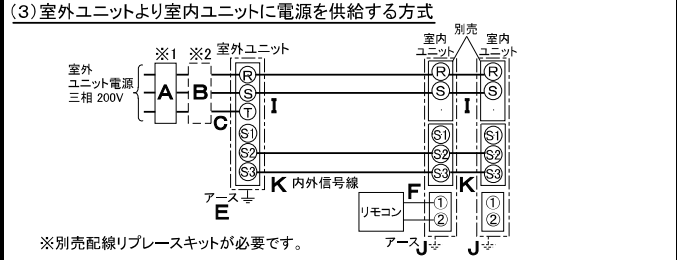 (3)室外ユニットより室内ユニットに電源を供給する方式
別売
※1 ※2 室外ユニット 室内ユニット 室内ユニット
室外
ユニット電源
三相 200V
A B C
R S T S1 S2 S3
I
R S S1 S2 S3
I
R S S1 S2 S3
K 内外信号線
K
アース
E
F
リモコン
① ②
① ②
アース J
J
※別売配線リプレースキットが必要です。